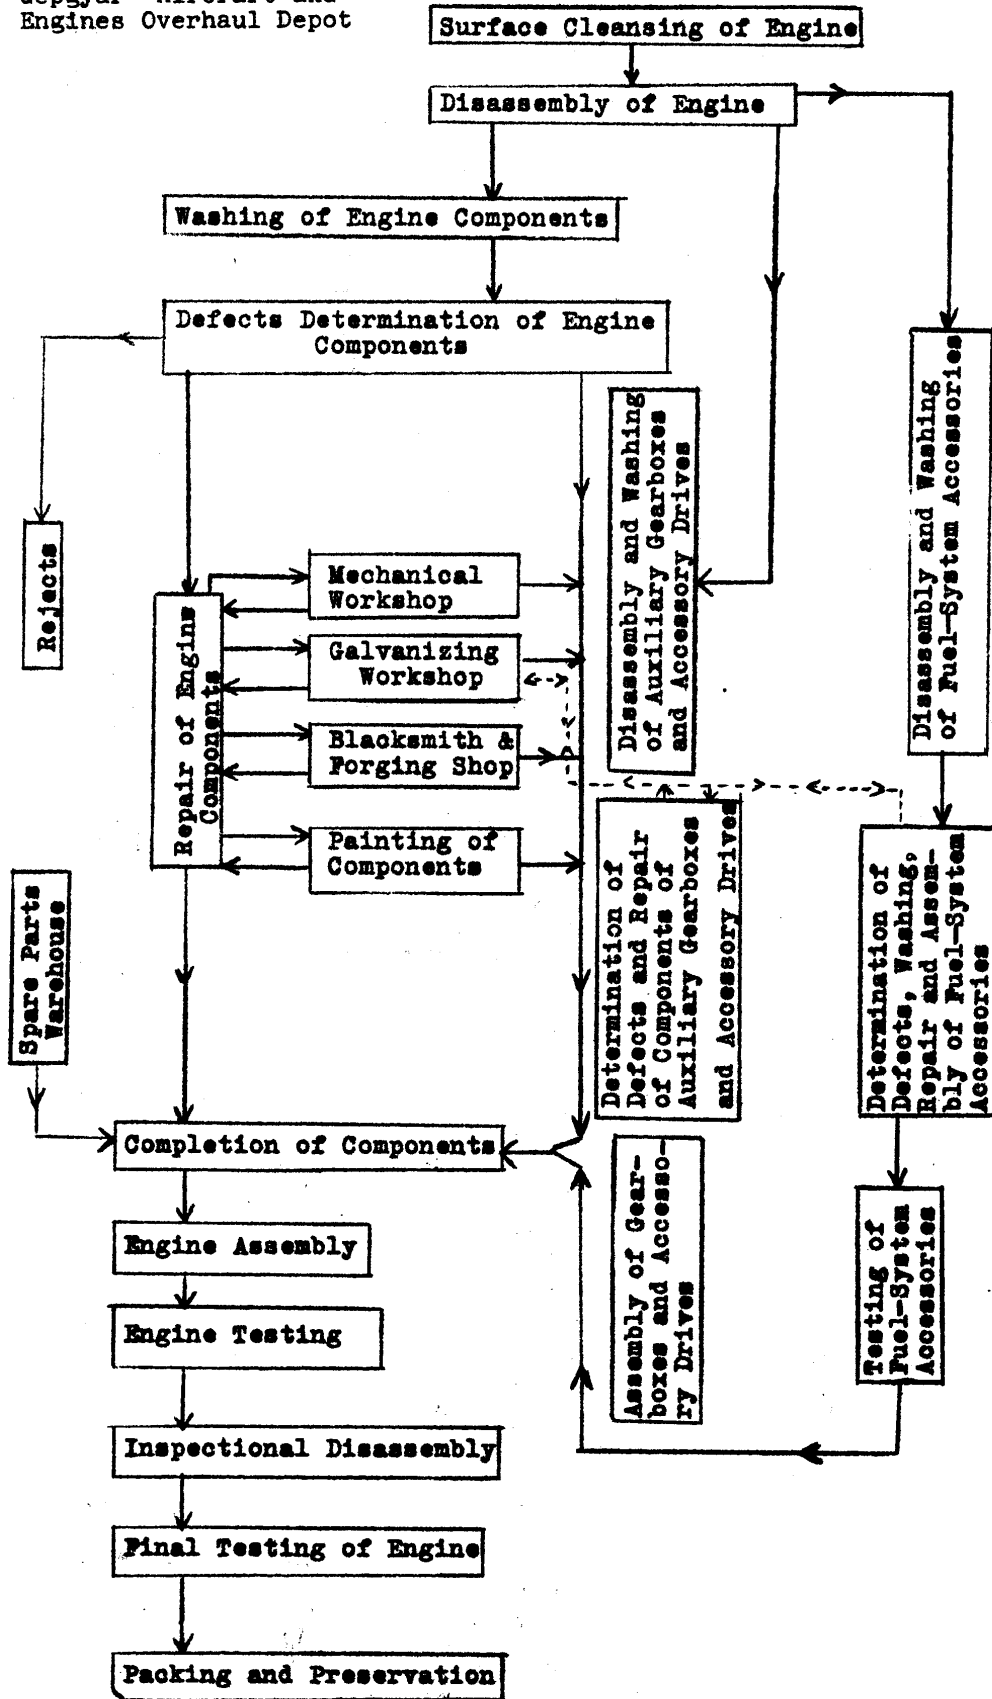 Engines Overhaul Depot
Surface Cleansing of Engine
Disassembly of Engine
Washing of Engine Components
Defects Determination of Engine
Components
Rejects
Disassembly and Washing
of Auxiliary Gearboxes
and Accessory Drives
Disassembly and Washing
of Fuel-System Accessories
Repair of Engine
Components
Mechanical
Workshop
Galvanizing
Workshop
Blacksmith &
Forging Shop
Painting of
Components
Spare Parts
Warehouse
Determination of
Defects and Repair
of Components of
Auxiliary Gearboxes
and Accessory Drives
Determination of
Defects, Washing,
Repair and Assem-
bly of Fuel-System
Accessories
Completion of Components
Assembly of Gear-
boxes and Accesso-
ry Drives
Testing of
Fuel-System
Accessories
Engine Assembly
Engine Testing
Inspectional Disassembly
Final Testing of Engine
Packing and Preservation